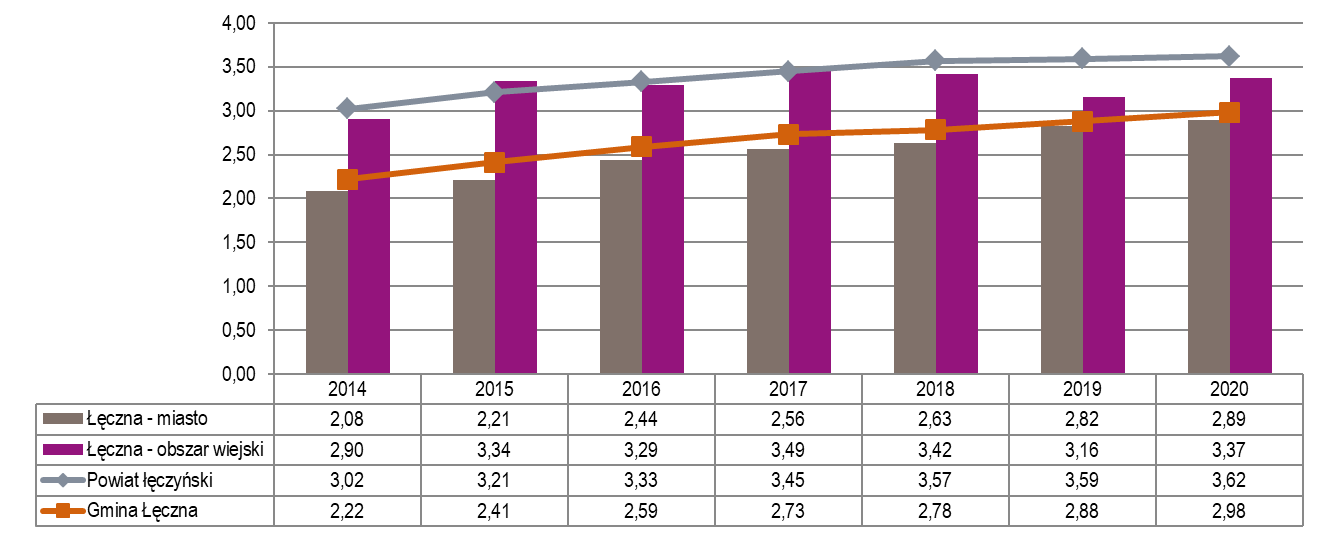 4,00
3,50
3,00
2,50
2,00
1,50
1,00
0,50
0,00
2014 2015 2016 2017 2018 2019 2020
Łęczna - miasto 2,08 2,21 2,44 2,56 2,63 2,82 2,89
Łęczna - obszar wiejski 2,90 3,34 3,29 3,49 3,42 3,16 3,37
Powiat łęczyński 3,02 3,21 3,33 3,45 3,57 3,59 3,62
Gmina Łęczna 2,22 2,41 2,59 2,73 2,78 2,88 2,98